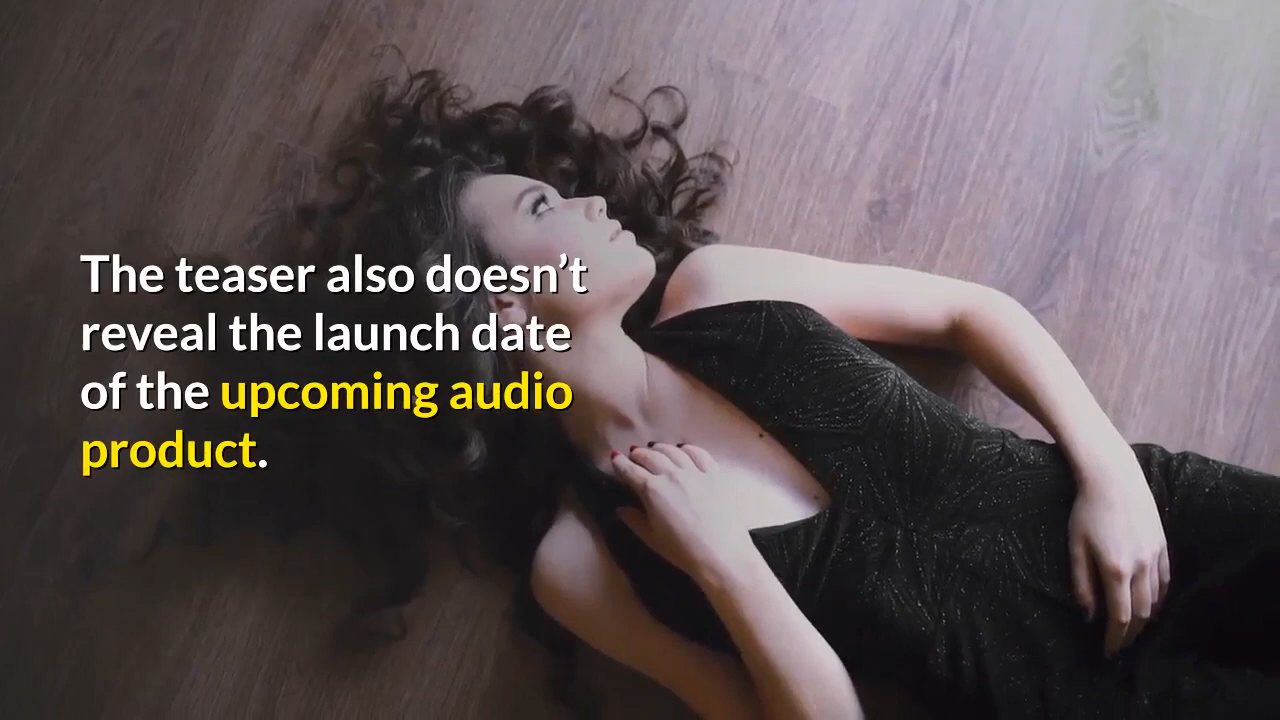 The teaser also doesn’t
reveal the launch date
of the upcoming audio
product.